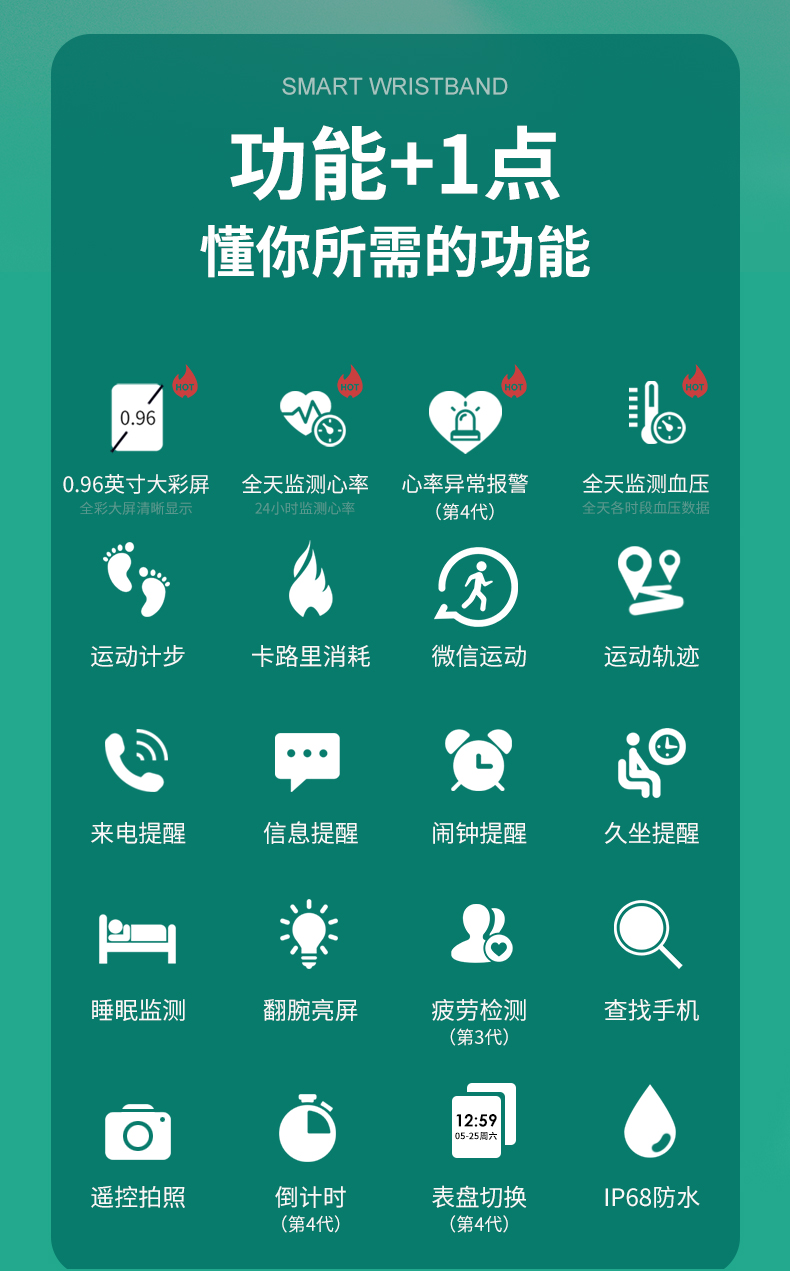 SMART WRISTBAND
功能+1点
懂你所需的功能
HOT HOT HOT HOT
0.96
0.96英寸大彩屏 全天监测心率 心率异常报警 全天监测血压
全彩大屏清晰显示 24小时监测心率 （第4代） 全天各时段血压数据
运动计步 卡路里消耗 微信运动 运动轨迹
来电提醒 信息提醒 闹钟提醒 久坐提醒
睡眠监测 翻腕亮屏 疲劳检测 查找手机
（第3代）
12:59
05-25周六
遥控拍照 倒计时 表盘切换 IP68防水
（第4代） （第4代）